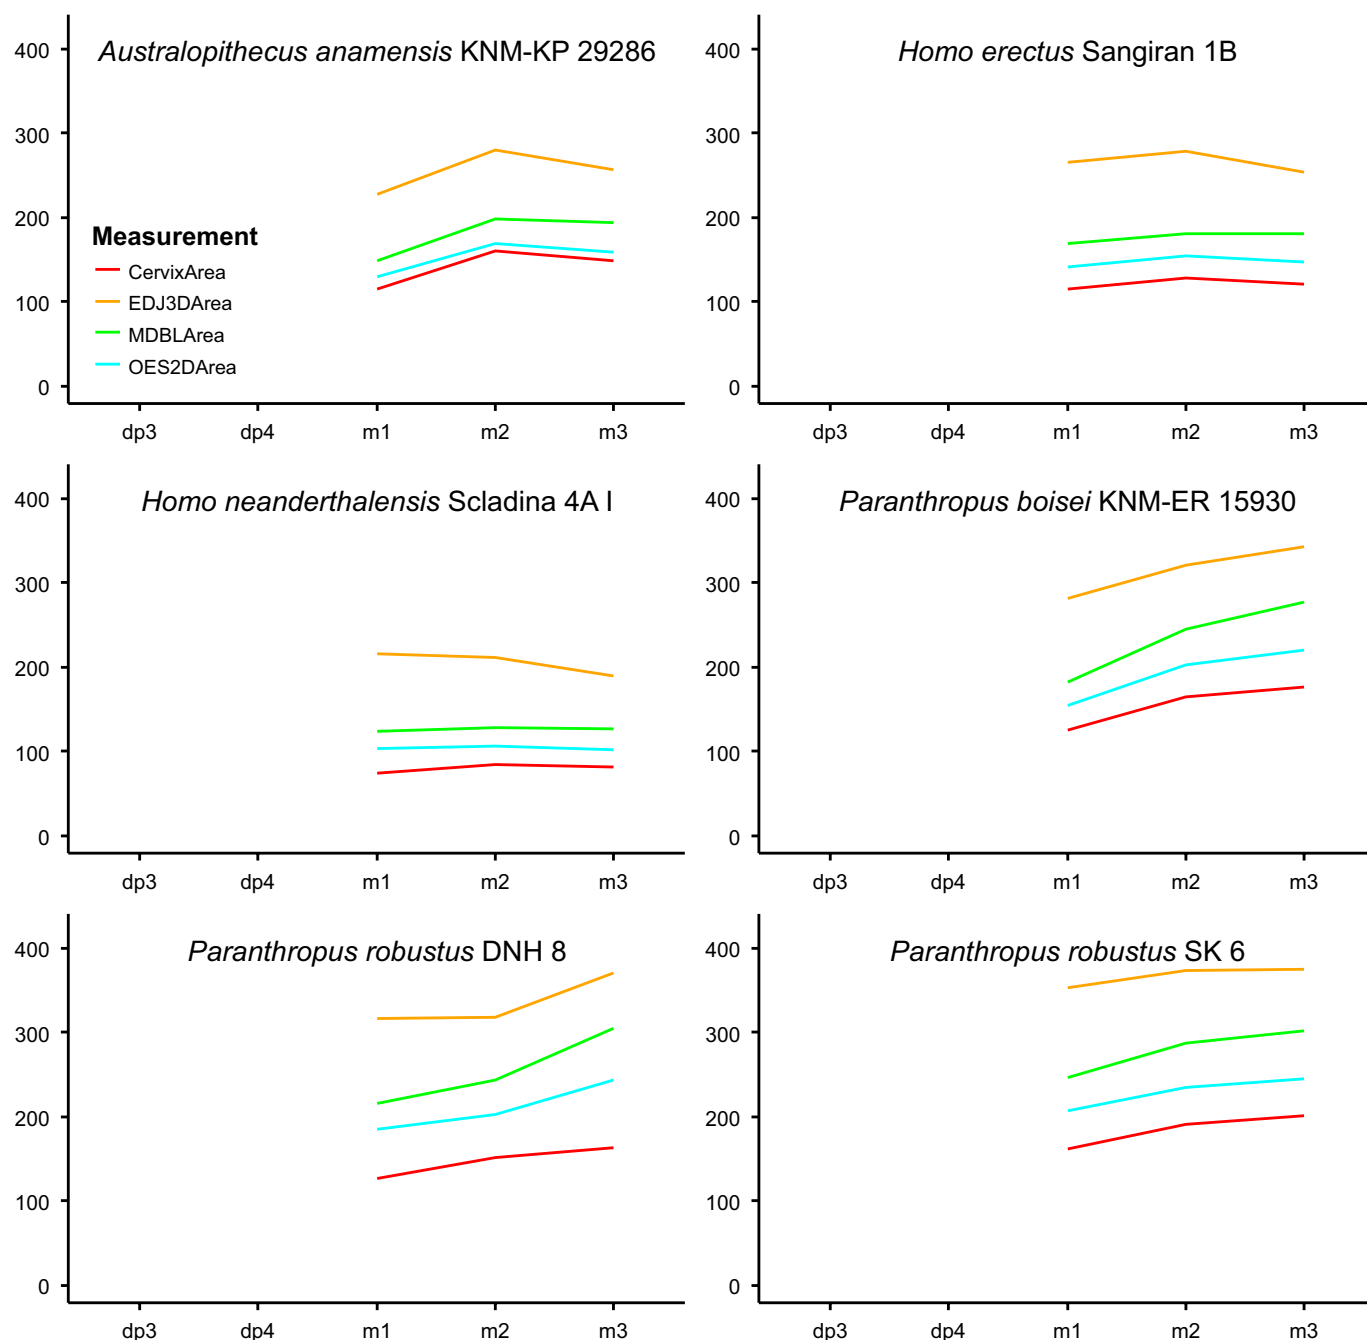 Australopithecus anamensis KNM-KP 29286
400
300
200
100
0
Measurement
CervixArea
EDJ3DArea
MDBLArea
OES2DArea
dp3 dp4 m1 m2 m3
Homo erectus Sangiran 1B
400
300
200
100
0
dp3 dp4 m1 m2 m3
Homo neanderthalensis Scladina 4A I
400
300
200
100
0
dp3 dp4 m1 m2 m3
Paranthropus boisei KNM-ER 15930
400
300
200
100
0
dp3 dp4 m1 m2 m3
Paranthropus robustus DNH 8
400
300
200
100
0
dp3 dp4 m1 m2 m3
Paranthropus robustus SK 6
400
300
200
100
0
dp3 dp4 m1 m2 m3